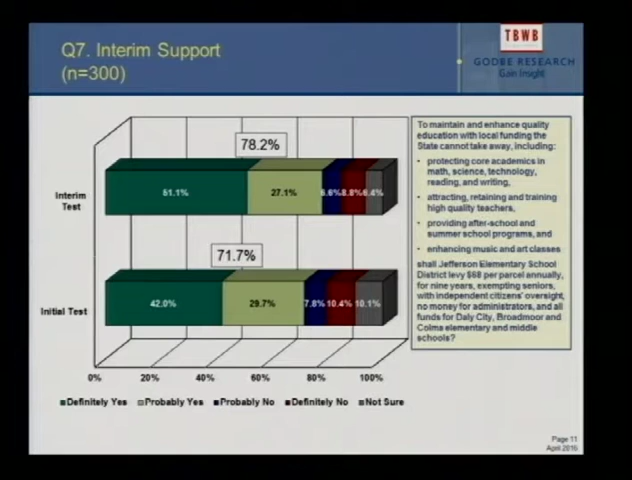 Q7. Interim Support
(n=300)
TBWB
GODBE RESEARCH
Gain Insight
To maintain and enhance quality
education with local funding the
State cannot take away, including:
• protecting core academics in
math, science, technology,
reading, and writing,
• attracting, retaining and training
high quality teachers,
• providing after-school and
summer school programs, and
• enhancing music and art classes
shall Jefferson Elementary School
District levy $68 per parcel annually,
for nine years, exempting seniors,
with independent citizens' oversight,
no money for administrators, and all
funds for Daly City, Broadmoor and
Colma elementary and middle
schools?
78.2%
Interim
Test
51.1% 27.1% 6.6% 8.8% 6.4%
71.7%
Initial Test
42.0% 29.7% 7.8% 10.4% 10.1%
0% 20% 40% 60% 80% 100%
Definitely Yes Probably Yes Probably No Definitely No Not Sure
Page 11
April 2016